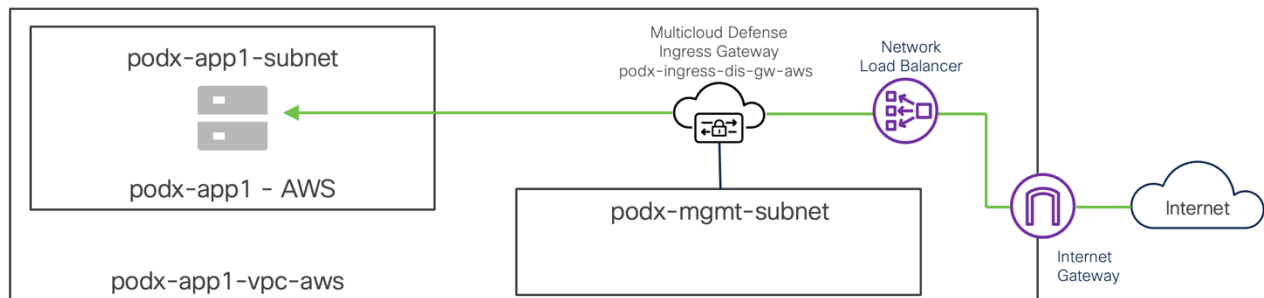 podx-app1-subnet
podx-app1 - AWS
podx-app1-vpc-aws
Multicloud Defense
Ingress Gateway
podx-ingress-dis-gw-aws
Network
Load Balancer
podx-mgmt-subnet
Internet
Gateway
Internet